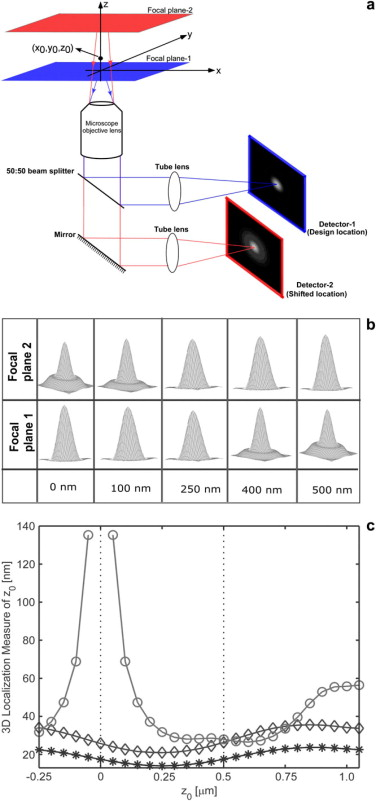 a
z
Focal plane-2
(x0,y0,z0)
y
Focal plane-1
x
Microscope
objective lens
50:50 beam splitter
Tube lens
Detector-1
(Design location)
Mirror
Tube lens
Detector-2
(Shifted location)
b
Focal
plane 2
Focal
plane 1
0 nm 100 nm 250 nm 400 nm 500 nm
c
3D Localization Measure of z0 [nm]
140
120
100
80
60
40
20
-0.25 0 0.25 0.5 0.75 1.0
z0 [μm]